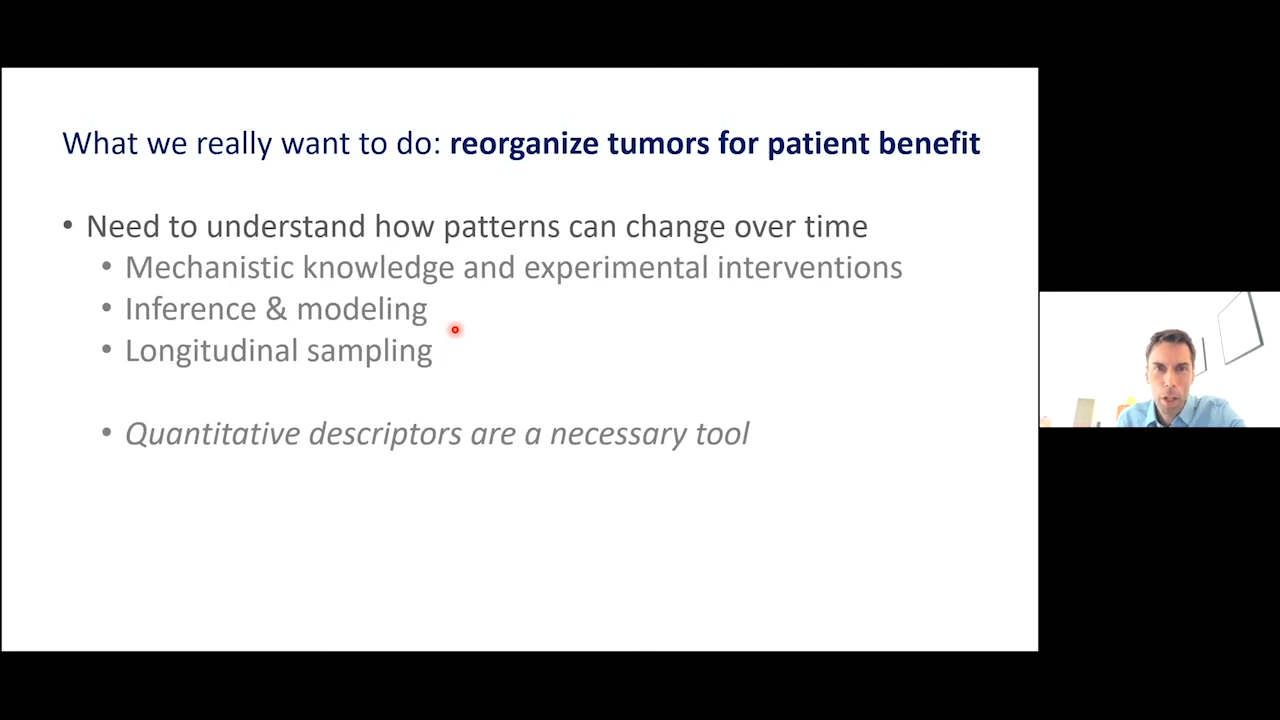 What we really want to do: reorganize tumors for patient benefit
• Need to understand how patterns can change over time
• Mechanistic knowledge and experimental interventions
• Inference & modeling
• Longitudinal sampling
• Quantitative descriptors are a necessary tool